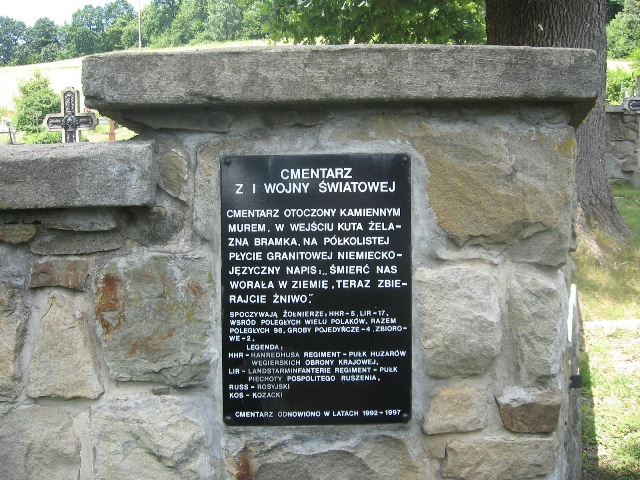 CMENTARZ
Z I WOJNY ŚWIATOWEJ
CMENTARZ OTOCZONY KAMIENNYM
MUREM, W WEJŚCIU KUTA ŻELA-
ZNA BRAMKA, NA PÓŁKOLISTEJ
PŁYCIE GRANITOWEJ NIEMIECKO-
JĘZYCZNY NAPIS: „ŚMIERĆ NAS
WORAŁA W ZIEMIĘ, TERAZ ZBIE-
RAJCIE ŻNIWO."
SPOCZYWAJĄ ŻOŁNIERZE: HHR-5, LIR-17,
WŚRÓD POLEGŁYCH WIELU POLAKÓW, RAZEM
POLEGŁYCH 98, GROBY POJEDYŃCZE-4, ZBIORO-
WE-2.
LEGENDA:
HHR-HANREDHUSA REGIMENT-PUŁK HUZARÓW
WĘGIERSKICH OBRONY KRAJOWEJ,
LIR-LANDSTARMINFANTERIE REGIMENT-PUŁK
PIECHOTY POSPOLITEGO RUSZENIA,
RUSS-ROSYJSKI
KOS-KOZACKI
CMENTARZ ODNOWIONO W LATACH 1992-1997